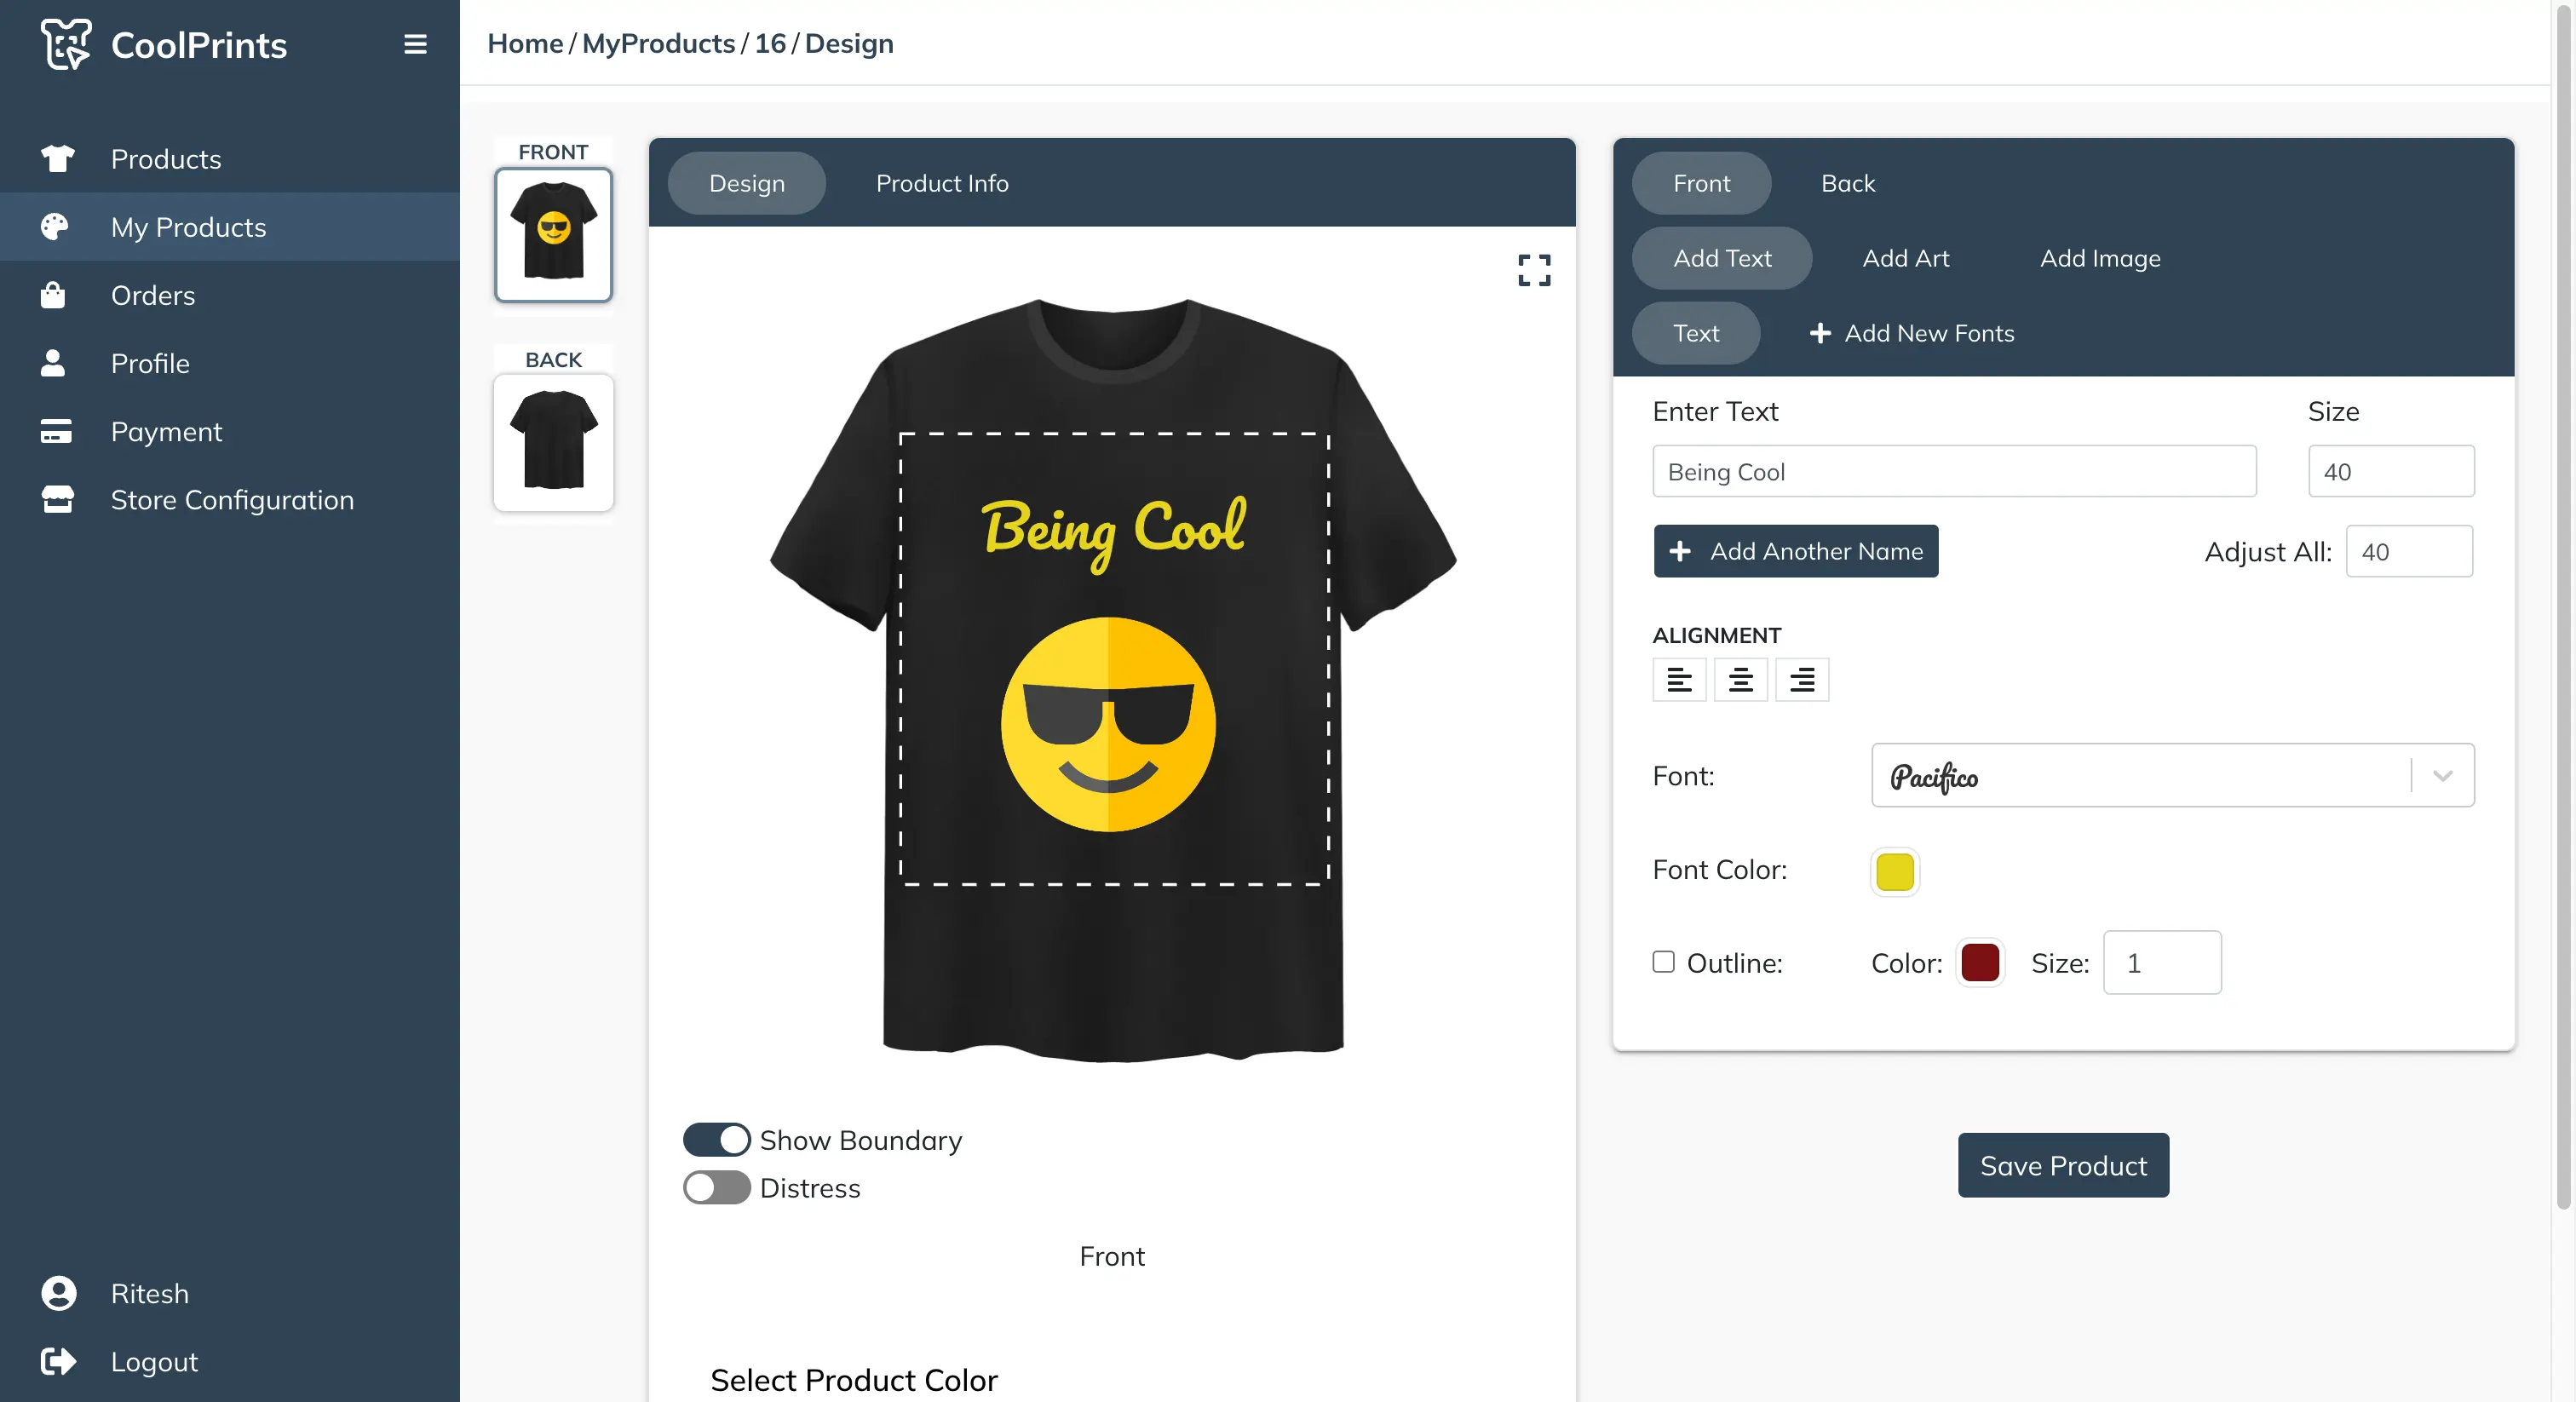 CoolPrints
Products
My Products
Orders
Profile
Payment
Store Configuration
Ritesh
Logout
Home / MyProducts / 16 / Design
FRONT
BACK
Design Product Info
Being Cool
Show Boundary
Distress
Front
Select Product Color
Front Back
Add Text Add Art Add Image
Text Add New Fonts
Enter Text Size
Being Cool 40
Add Another Name Adjust All: 40
ALIGNMENT
Font: Pacifico
Font Color:
Outline: Color: Size: 1
Save Product